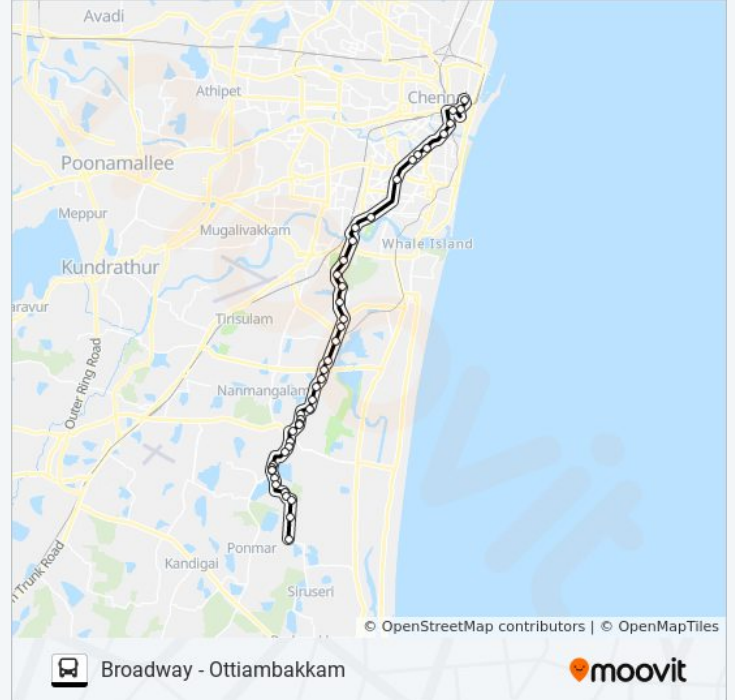 Avadi
Athipet
Chenn
Poonamallee
Meppur
Mugalivakkam
Whale Island
Kundrathur
aravur
Tirisulam
Outer Ring Road
Nanmangalam
Ponmar
Kandigai
n Trunk Road
Siruseri
© OpenStreetMap contributors | © OpenMapTiles
Broadway - Ottiambakkam
moovit